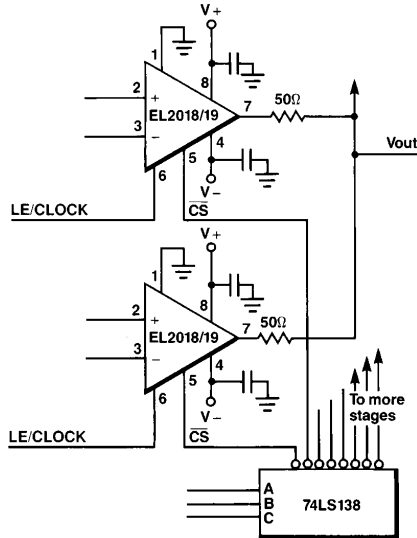 V+
1
8
2
+
EL2018/19
7
50Ω
3
−
4
5
6
V−
Vout
LE/CLOCK
CS
V+
1
8
2
+
EL2018/19
7
50Ω
3
−
4
5
6
V−
To more
stages
LE/CLOCK
CS
A
B
C
74LS138